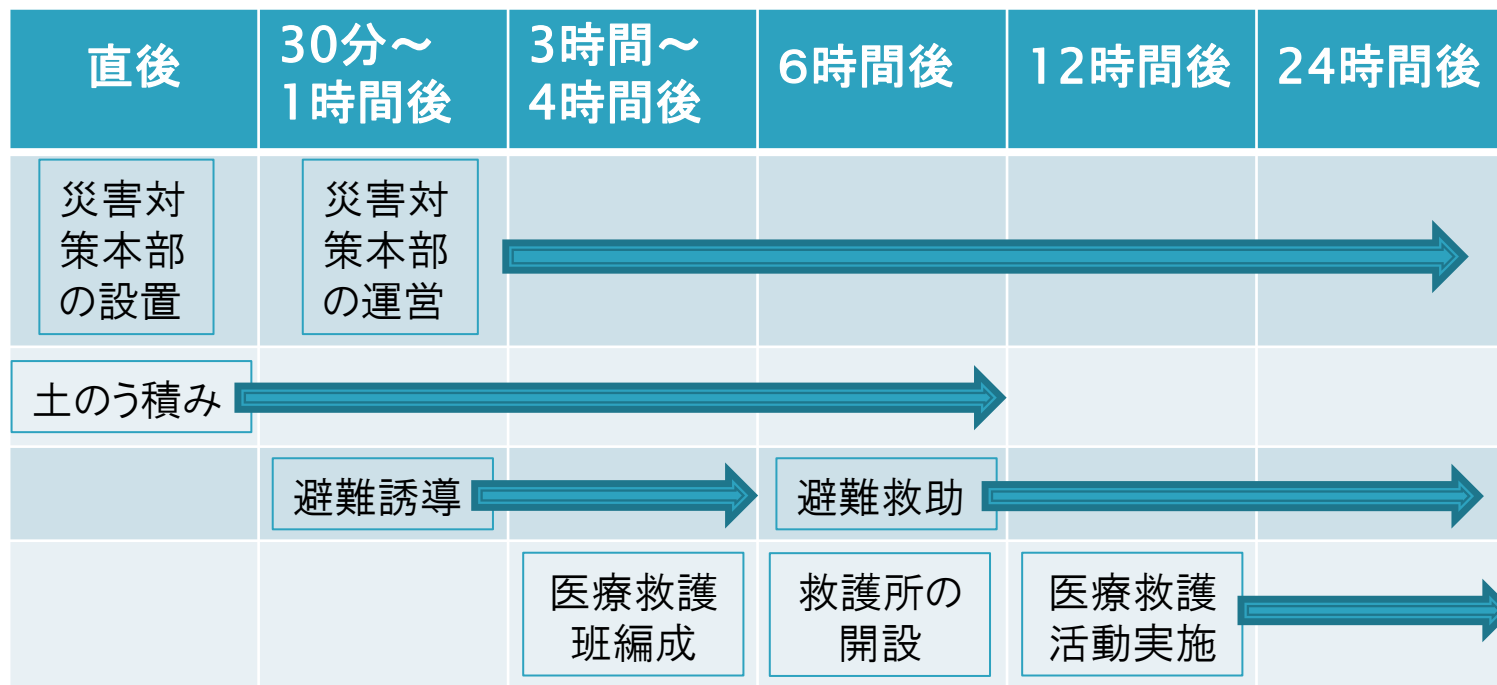 直後
30分～
1時間後
3時間～
4時間後
6時間後
12時間後
24時間後
災害対
策本部
の設置
災害対
策本部
の運営
土のう積み
避難誘導
避難救助
医療救護
班編成
救護所の
開設
医療救護
活動実施